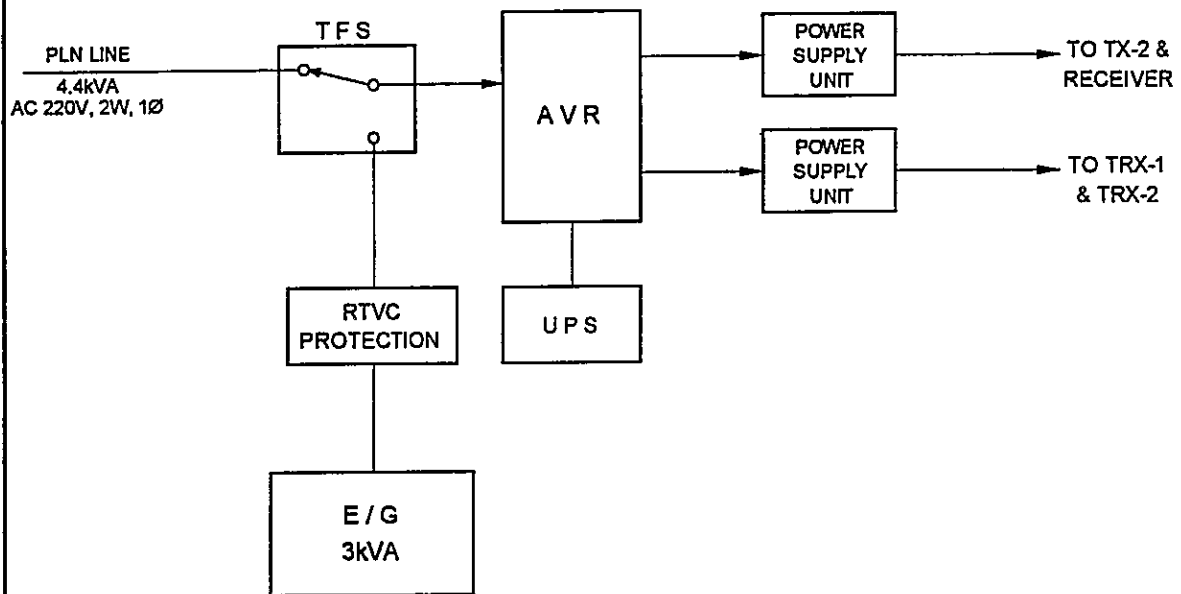 TFS
PLN LINE
4.4kVA
AC 220V, 2W, 1Ø
AVR
POWER
SUPPLY
UNIT
TO TX-2 &
RECEIVER
POWER
SUPPLY
UNIT
TO TRX-1
& TRX-2
RTVC
PROTECTION
UPS
E / G
3kVA